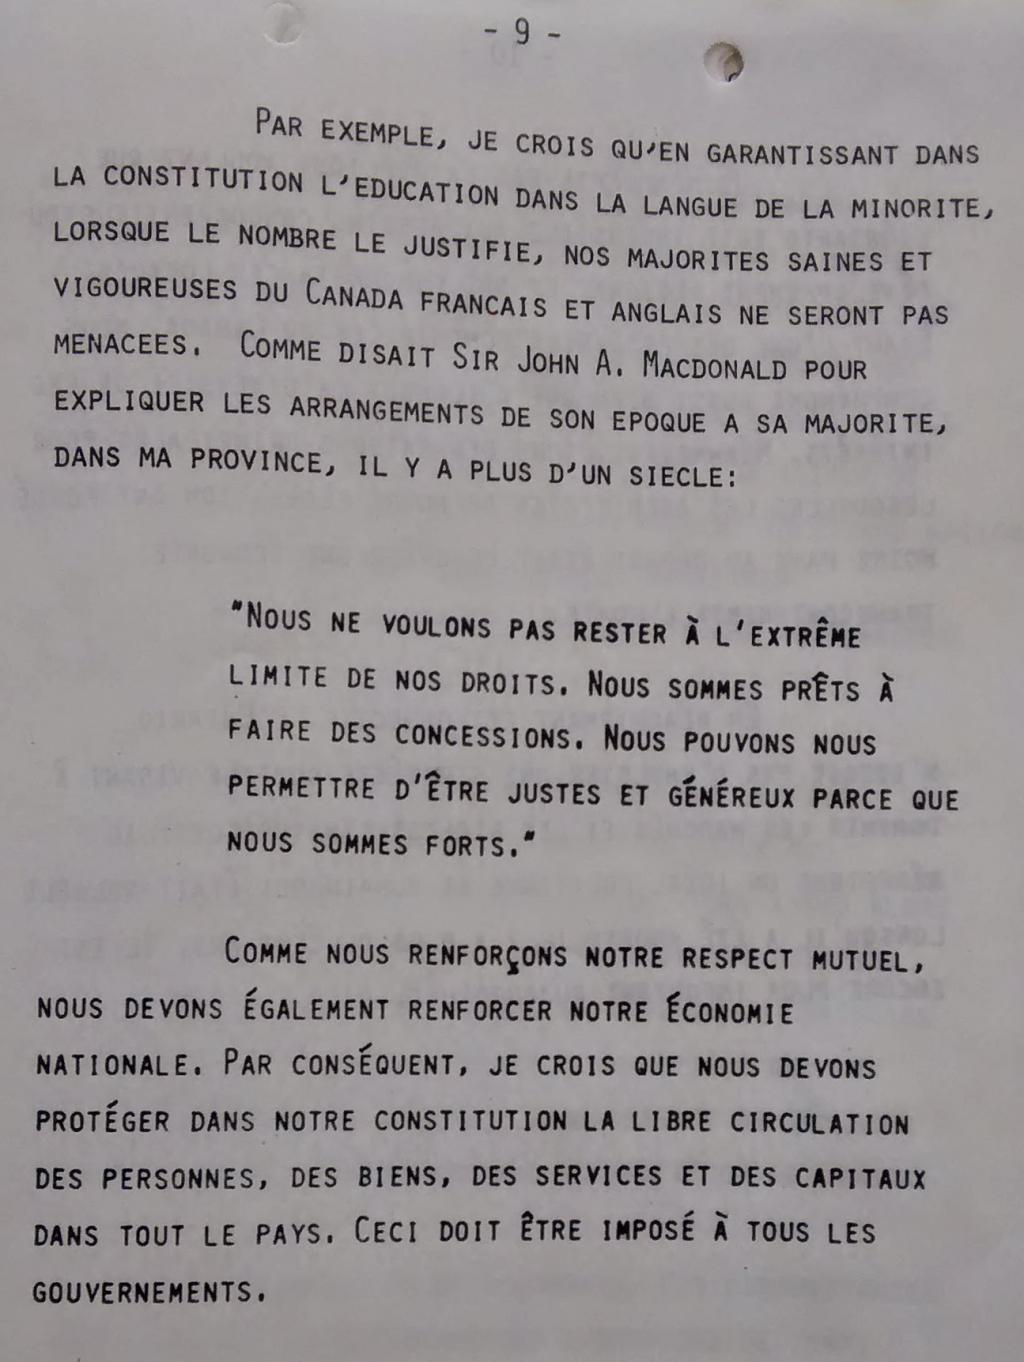 - 9 -
PAR EXEMPLE, JE CROIS QU'EN GARANTISSANT DANS
LA CONSTITUTION L'EDUCATION DANS LA LANGUE DE LA MINORITE,
LORSQUE LE NOMBRE LE JUSTIFIE, NOS MAJORITES SAINES ET
VIGOUREUSES DU CANADA FRANCAIS ET ANGLAIS NE SERONT PAS
MENACEES. COMME DISAIT SIR JOHN A. MACDONALD POUR
EXPLIQUER LES ARRANGEMENTS DE SON EPOQUE A SA MAJORITE,
DANS MA PROVINCE, IL Y A PLUS D'UN SIECLE:
"NOUS NE VOULONS PAS RESTER À L'EXTRÊME
LIMITE DE NOS DROITS. NOUS SOMMES PRÊTS À
FAIRE DES CONCESSIONS. NOUS POUVONS NOUS
PERMETTRE D'ÊTRE JUSTES ET GÉNÉREUX PARCE QUE
NOUS SOMMES FORTS."
COMME NOUS RENFORÇONS NOTRE RESPECT MUTUEL,
NOUS DEVONS ÉGALEMENT RENFORCER NOTRE ÉCONOMIE
NATIONALE. PAR CONSÉQUENT, JE CROIS QUE NOUS DEVONS
PROTÉGER DANS NOTRE CONSTITUTION LA LIBRE CIRCULATION
DES PERSONNES, DES BIENS, DES SERVICES ET DES CAPITAUX
DANS TOUT LE PAYS. CECI DOIT ÊTRE IMPOSÉ À TOUS LES
GOUVERNEMENTS.